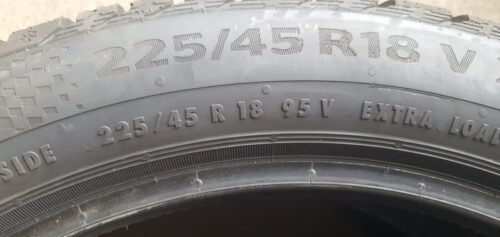 225/45 R18 V
SIDE 225/45 R 18 95 V EXTRA LOAD